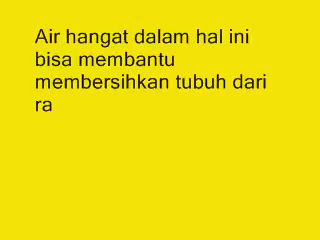 Air hangat dalam hal ini
bisa membantu
membersihkan tubuh dari
ra